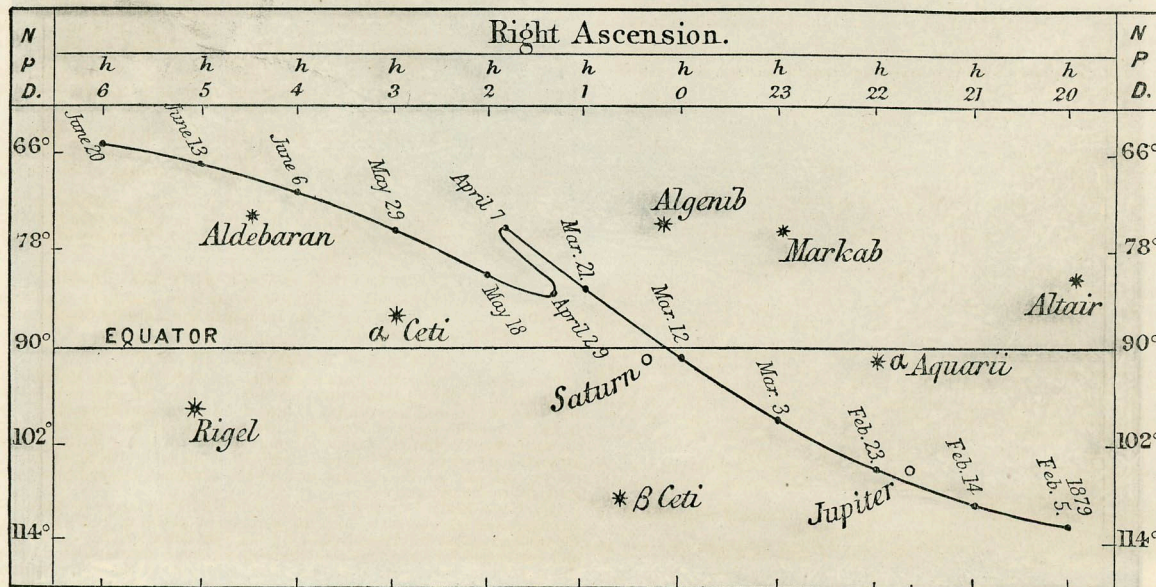 Right Ascension.
N P D.
h h h h h h h h h h h
6 5 4 3 2 1 0 23 22 21 20
N P D.
66°
78°
90°
102°
114°
66°
78°
90°
102°
114°
June 20
June 13
June 6
May 29
May 18
April 7
April 29
Mar. 21.
Mar. 12
Mar. 3
Feb. 23.
Feb. 14.
1879
Feb. 5.
Algenib
Markab
Aldebaran
Altair
α Ceti
EQUATOR
α Aquarii
Saturn
Rigel
β Ceti
Jupiter